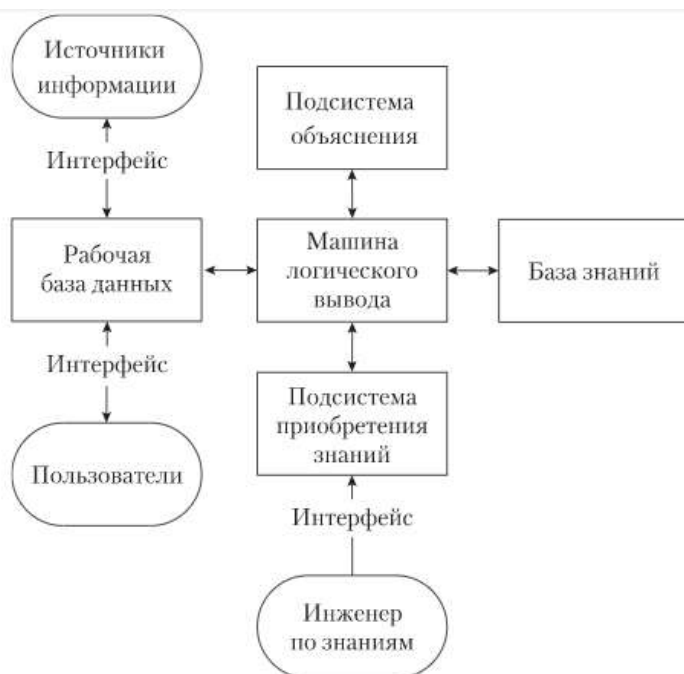 Источники
информации
Интерфейс
Рабочая
база данных
Интерфейс
Пользователи
Подсистема
объяснения
Машина
логического
вывода
База знаний
Подсистема
приобретения
знаний
Интерфейс
Инженер
по знаниям